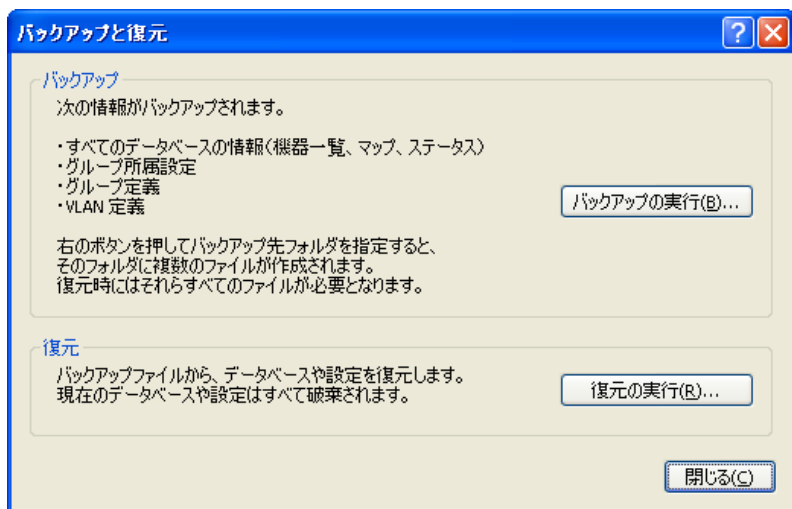 バックアップと復元
バックアップ
次の情報がバックアップされます。
・すべてのデータベースの情報(機器一覧、マップ、ステータス)
・グループ所属設定
・グループ定義
・VLAN 定義
バックアップの実行(B)...
右のボタンを押してバックアップ先フォルダを指定すると、
そのフォルダに複数のファイルが作成されます。
復元時にはそれらすべてのファイルが必要となります。
復元
バックアップファイルから、データベースや設定を復元します。
現在のデータベースや設定はすべて破棄されます。
復元の実行(R)...
閉じる(C)